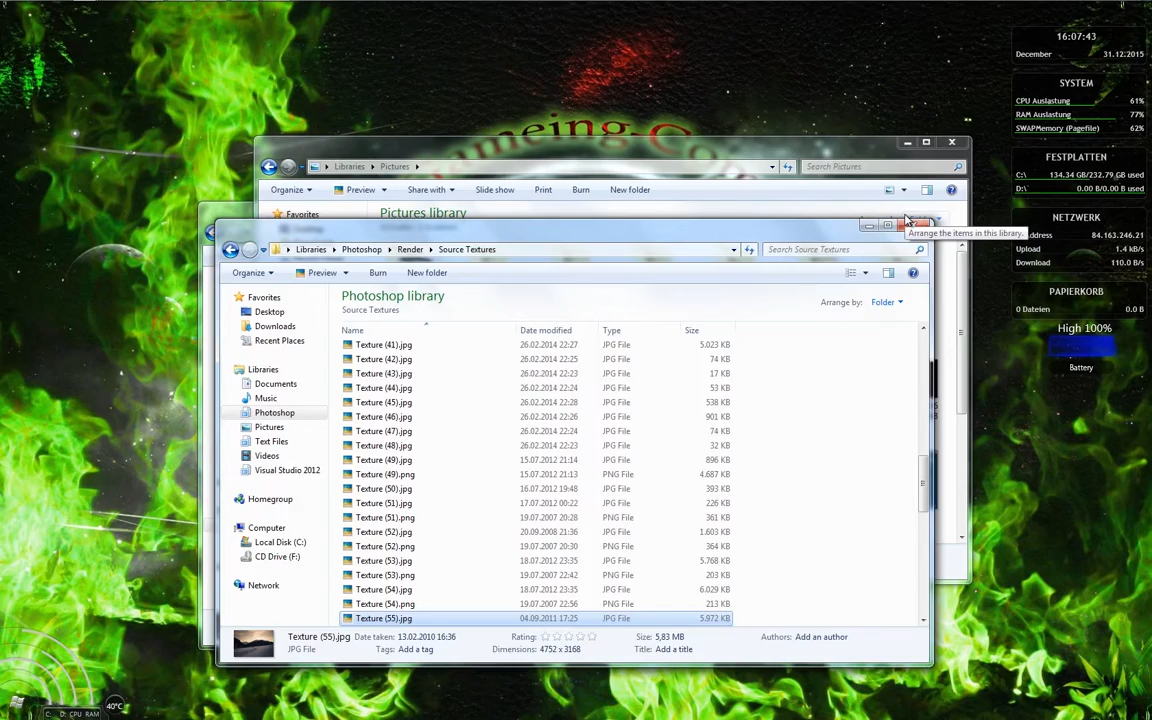 16:07:43
December 31.12.2015
SYSTEM
CPU Auslastung 61%
RAM Auslastung 77%
SWAPMemory (Pagefile) 62%
FESTPLATTEN
C:\ 134.34 GB/232.79 GB used
D:\ 0.00 B/0.00 B used
NETZWERK
address 84.163.246.21
Upload 1.4 kB/s
Download 110.0 B/s
PAPIERKORB
0 Dateien 0.0 B
High 100%
Battery
Libraries Pictures
Search Pictures
Organize Preview Share with Slide show Print Burn New folder
Favorites
Pictures library
Arrange the items in this library.
Libraries Photoshop Render Source Textures
Search Source Textures
Organize Preview Burn New folder
Favorites
Desktop
Downloads
Recent Places
Libraries
Documents
Music
Photoshop
Pictures
Text Files
Videos
Visual Studio 2012
Homegroup
Computer
Local Disk (C:)
CD Drive (F:)
Network
Photoshop library
Source Textures
Arrange by: Folder
Name Date modified Type Size
Texture (41).jpg 26.02.2014 22:27 JPG File 5.023 KB
Texture (42).jpg 26.02.2014 22:25 JPG File 74 KB
Texture (43).jpg 26.02.2014 22:23 JPG File 17 KB
Texture (44).jpg 26.02.2014 22:24 JPG File 53 KB
Texture (45).jpg 26.02.2014 22:28 JPG File 538 KB
Texture (46).jpg 26.02.2014 22:26 JPG File 901 KB
Texture (47).jpg 26.02.2014 22:24 JPG File 74 KB
Texture (48).jpg 26.02.2014 22:23 JPG File 32 KB
Texture (49).jpg 15.07.2012 21:14 JPG File 896 KB
Texture (49).png 15.07.2012 21:13 PNG File 4.687 KB
Texture (50).jpg 16.07.2012 19:48 JPG File 393 KB
Texture (51).jpg 17.07.2012 00:22 JPG File 226 KB
Texture (51).png 19.07.2007 20:28 PNG File 361 KB
Texture (52).jpg 20.09.2008 21:36 JPG File 1.603 KB
Texture (52).png 19.07.2007 20:30 PNG File 364 KB
Texture (53).jpg 18.07.2012 23:35 JPG File 5.768 KB
Texture (53).png 19.07.2007 22:42 PNG File 203 KB
Texture (54).jpg 18.07.2012 23:35 JPG File 6.029 KB
Texture (54).png 19.07.2007 22:56 PNG File 213 KB
Texture (55).jpg 04.09.2011 17:25 JPG File 5.972 KB
Texture (55).jpg Date taken: 13.02.2010 16:36 Rating: Size: 5,83 MB Authors: Add an author
JPG File Tags: Add a tag Dimensions: 4752 x 3168 Title: Add a title
40°C
C: D: CPU RAM